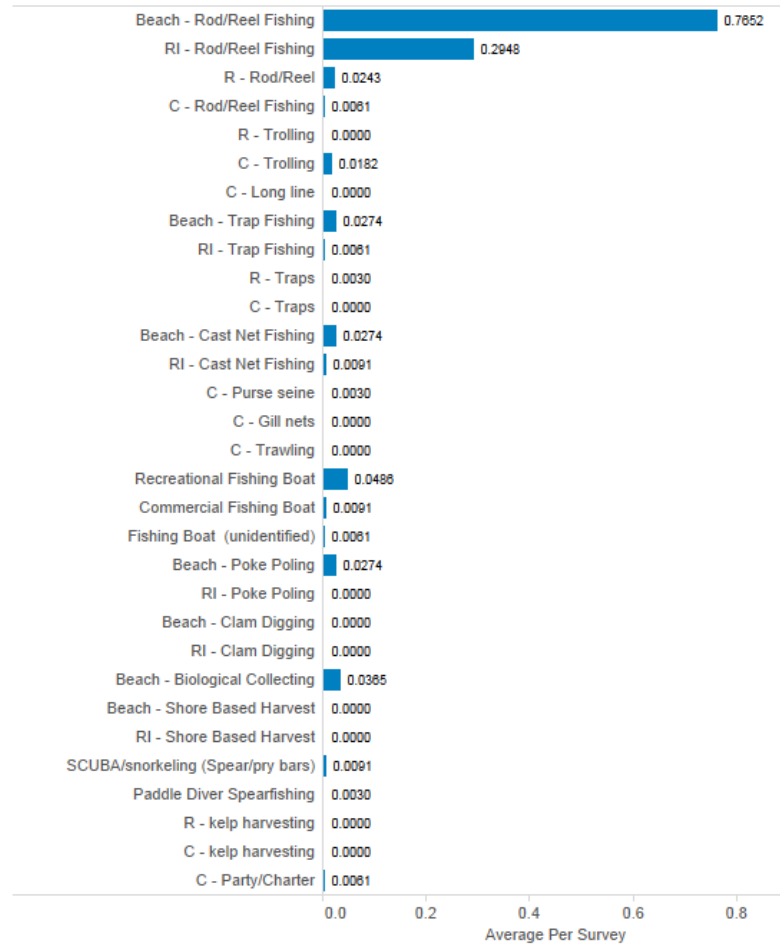 Beach - Rod/Reel Fishing 0.7652
RI - Rod/Reel Fishing 0.2948
R - Rod/Reel 0.0243
C - Rod/Reel Fishing 0.0061
R - Trolling 0.0000
C - Trolling 0.0182
C - Long line 0.0000
Beach - Trap Fishing 0.0274
RI - Trap Fishing 0.0061
R - Traps 0.0030
C - Traps 0.0000
Beach - Cast Net Fishing 0.0274
RI - Cast Net Fishing 0.0091
C - Purse seine 0.0030
C - Gill nets 0.0000
C - Trawling 0.0000
Recreational Fishing Boat 0.0486
Commercial Fishing Boat 0.0091
Fishing Boat (unidentified) 0.0061
Beach - Poke Poling 0.0274
RI - Poke Poling 0.0000
Beach - Clam Digging 0.0000
RI - Clam Digging 0.0000
Beach - Biological Collecting 0.0365
Beach - Shore Based Harvest 0.0000
RI - Shore Based Harvest 0.0000
SCUBA/snorkeling (Spear/pry bars) 0.0091
Paddle Diver Spearfishing 0.0030
R - kelp harvesting 0.0000
C - kelp harvesting 0.0000
C - Party/Charter 0.0061
0.0 0.2 0.4 0.6 0.8
Average Per Survey